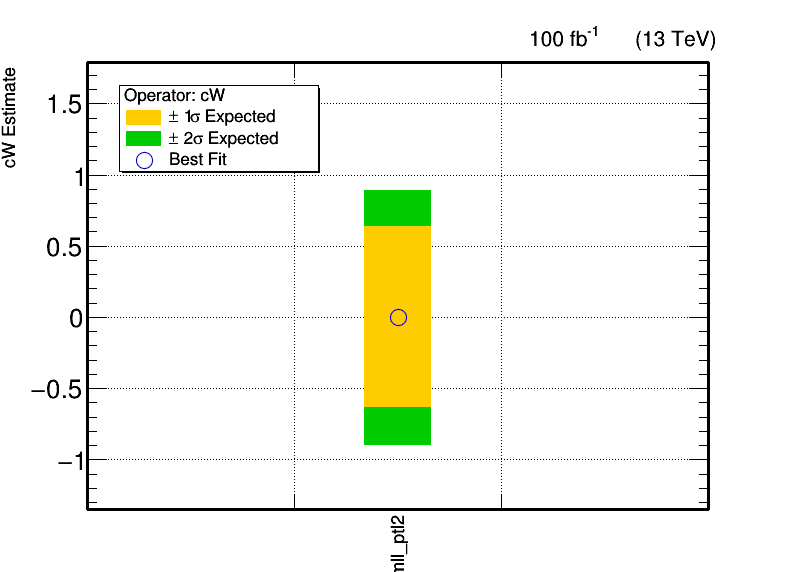 100 fb-1 (13 TeV)
cW Estimate
Operator: cW
± 1σ Expected
± 2σ Expected
Best Fit
1.5
1
0.5
0
−0.5
−1
mll_ptl2